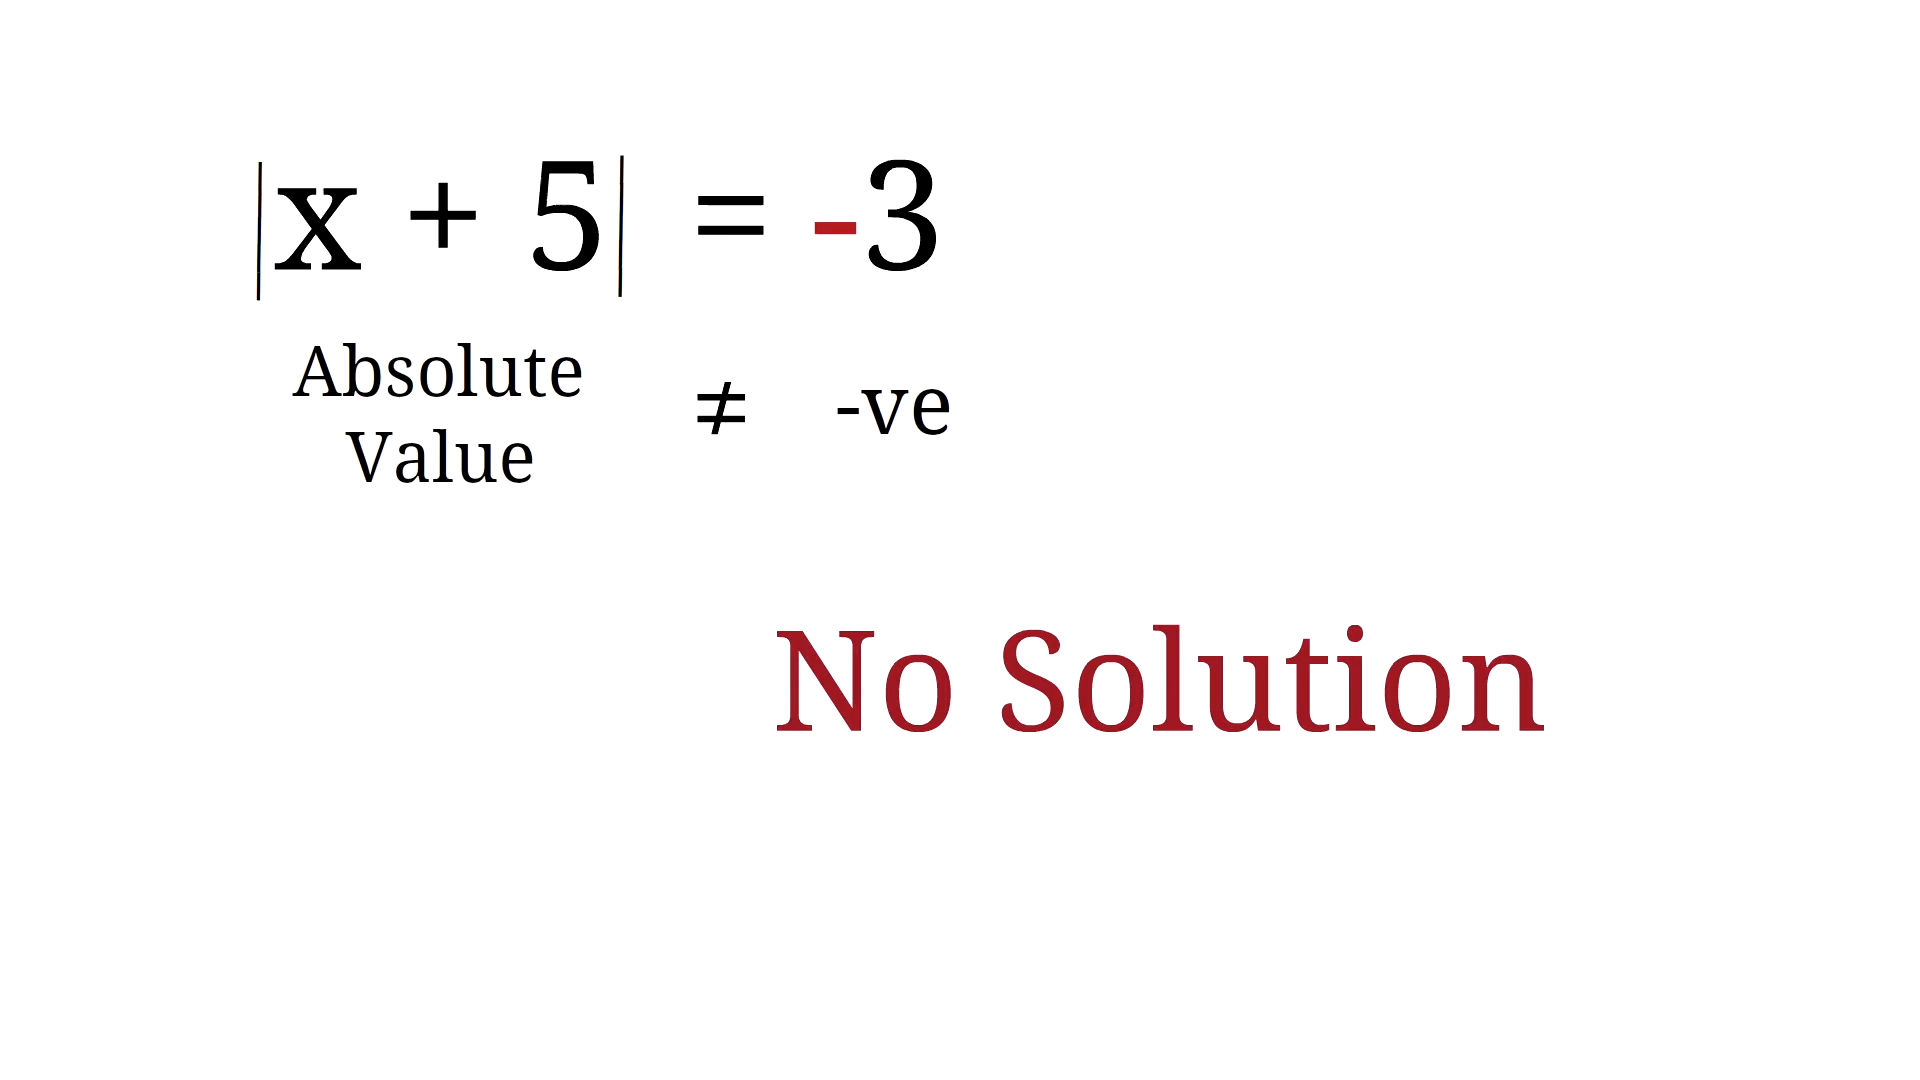 |x + 5| = -3
Absolute
Value
≠ -ve
No Solution